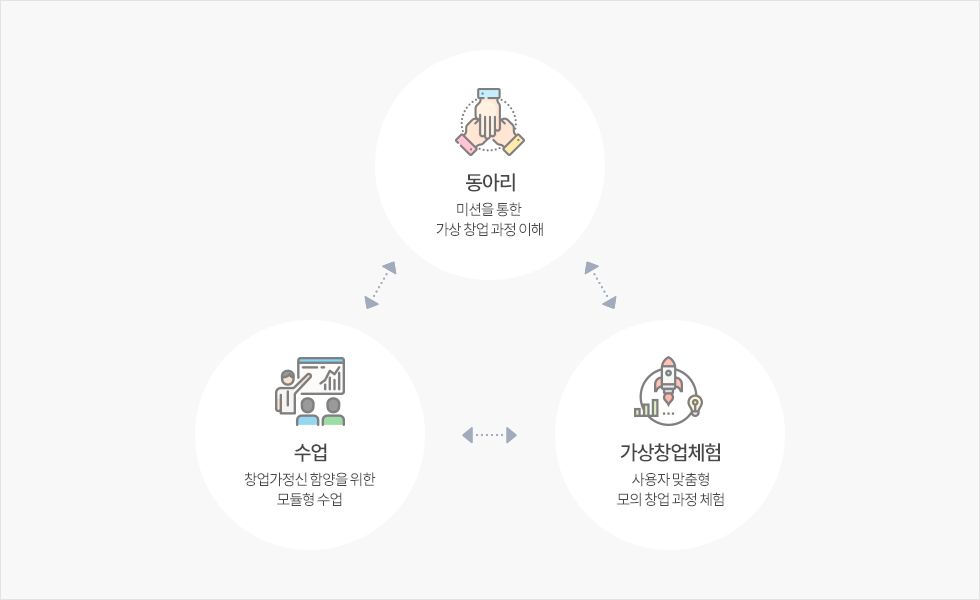 동아리
미션을 통한
가상 창업 과정 이해
수업
창업가정신 함양을 위한
모듈형 수업
가상창업체험
사용자 맞춤형
모의 창업 과정 체험